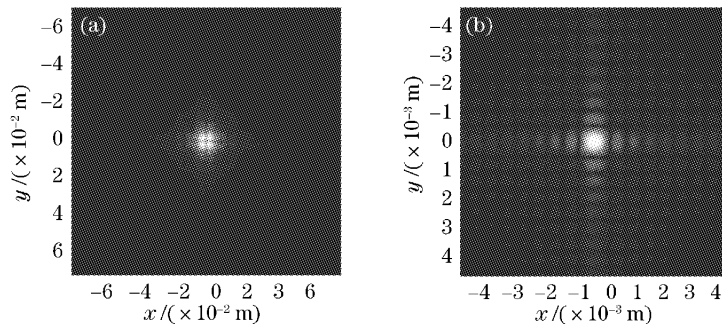 (a)
−6
−4
−2
0
2
4
6
y/(×10⁻² m)
−6 −4 −2 0 2 3 6
x/(×10⁻² m)
(b)
−4
−3
−2
−1
0
1
2
3
4
y/(×10⁻³ m)
−4 −3 −2 −1 0 1 2 3 4
x/(×10⁻³ m)